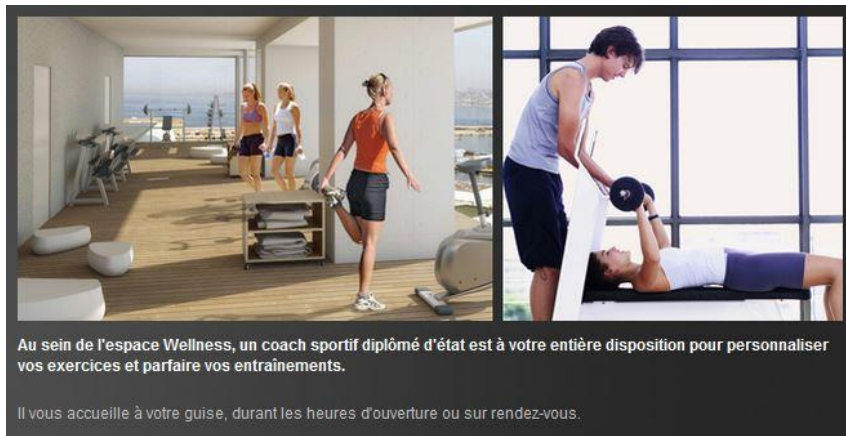 Au sein de l'espace Wellness, un coach sportif diplômé d'état est à votre entière disposition pour personnaliser
vos exercices et parfaire vos entraînements.
Il vous accueille à votre guise, durant les heures d'ouverture ou sur rendez-vous.